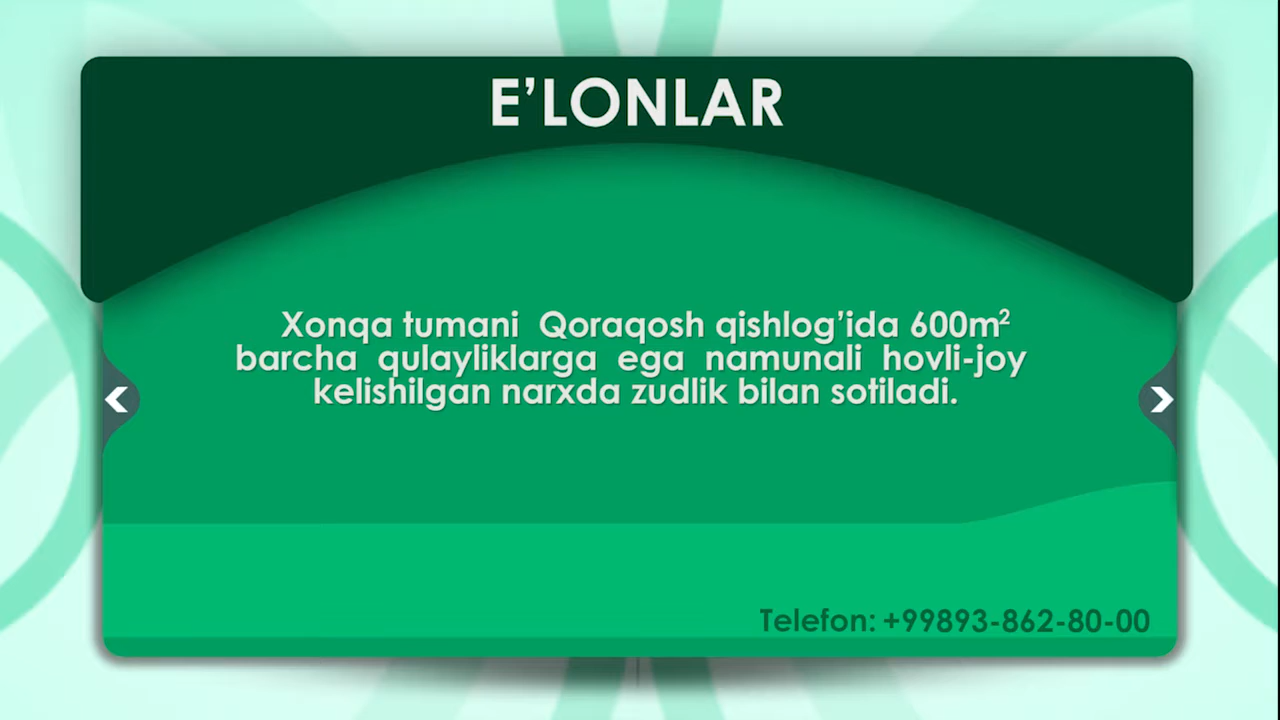 E’LONLAR
Xonqa tumani Qoraqosh qishlog’ida 600m²
barcha qulayliklarga ega namunali hovli-joy
kelishilgan narxda zudlik bilan sotiladi.
Telefon: +99893-862-80-00